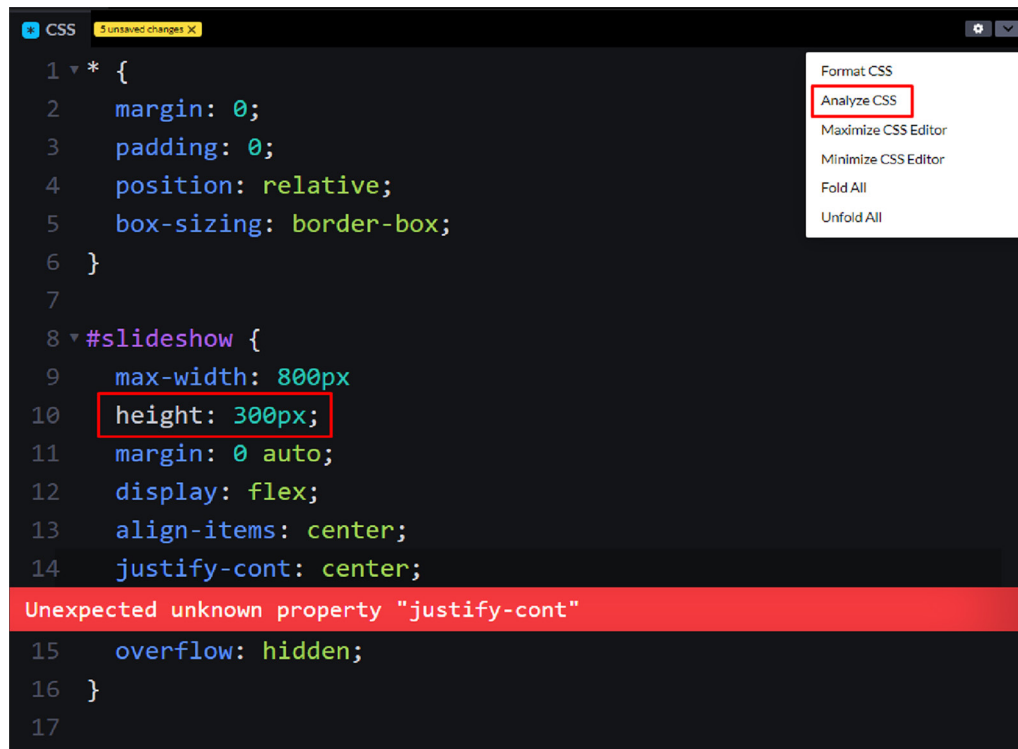 * CSS 5 unsaved changes X
Format CSS
Analyze CSS
Maximize CSS Editor
Minimize CSS Editor
Fold All
Unfold All
1 * {
2 margin: 0;
3 padding: 0;
4 position: relative;
5 box-sizing: border-box;
6 }
7
8 #slideshow {
9 max-width: 800px
10 height: 300px;
11 margin: 0 auto;
12 display: flex;
13 align-items: center;
14 justify-cont: center;
Unexpected unknown property "justify-cont"
15 overflow: hidden;
16 }
17